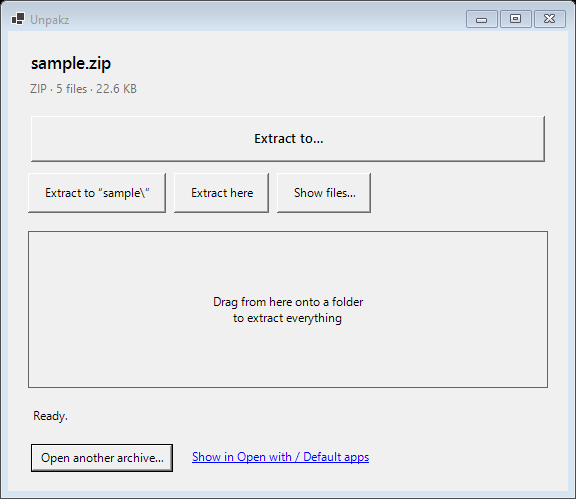 Unpakz
sample.zip
ZIP · 5 files · 22.6 KB
Extract to...
Extract to “sample\”
Extract here
Show files...
Drag from here onto a folder
to extract everything
Ready.
Open another archive...
Show in Open with / Default apps